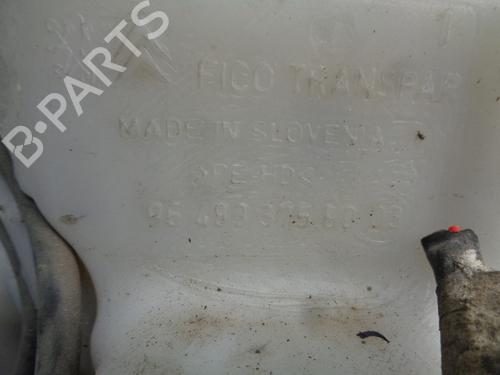 B-PARTS
FICO TRANSPAR
MADE IN SLOVENIA
>PE-HD<